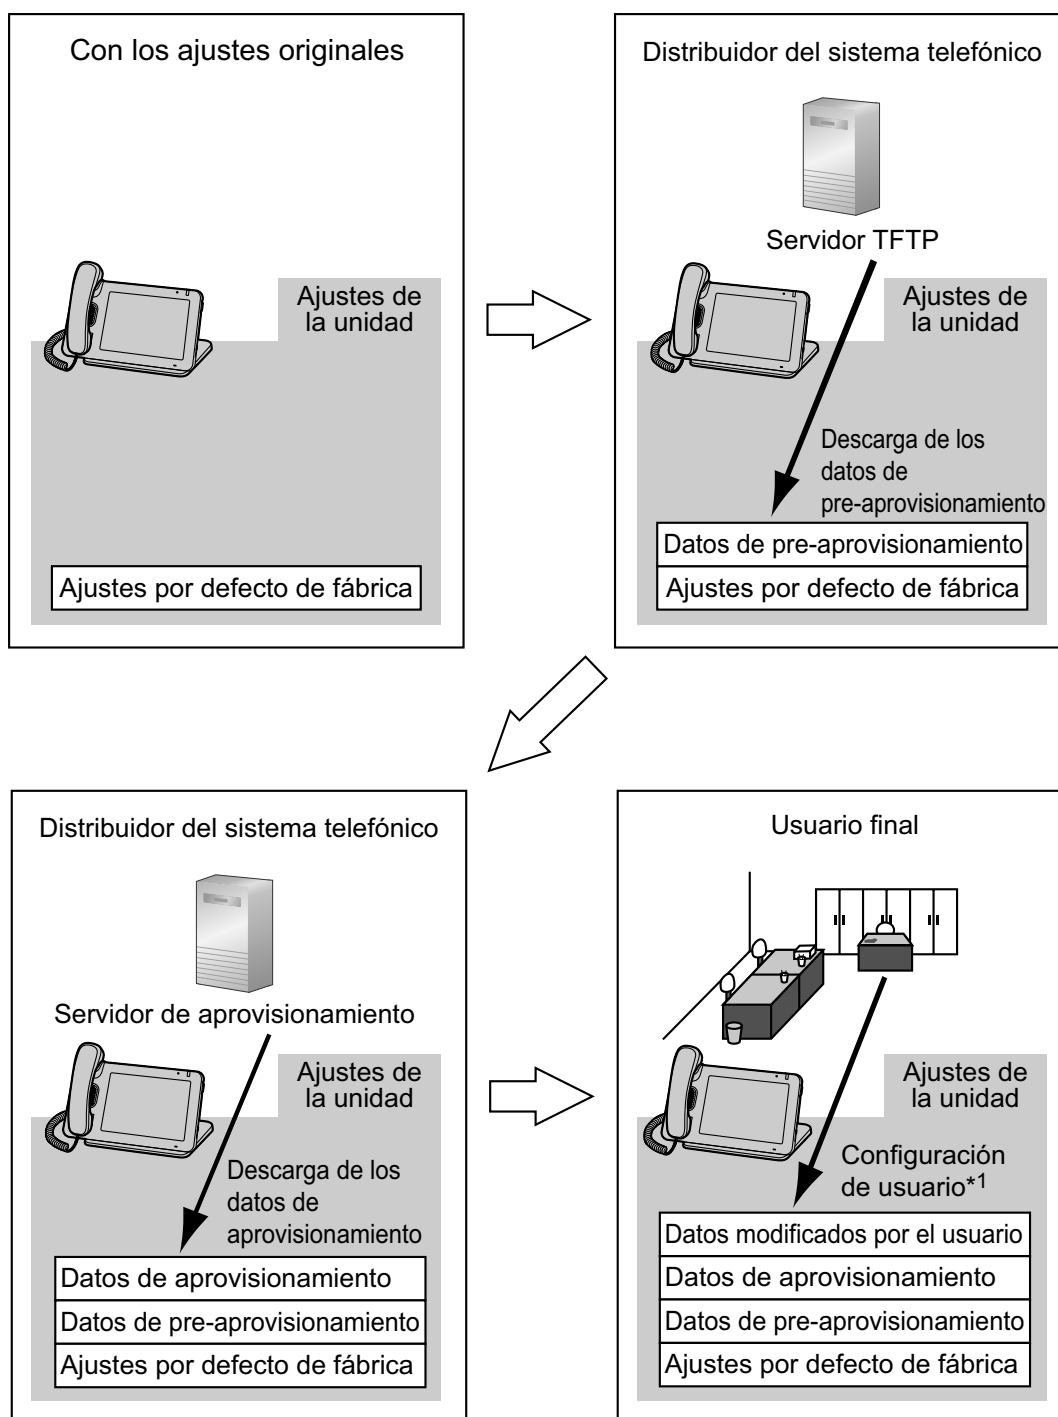 Con los ajustes originales
Ajustes de
la unidad
Ajustes por defecto de fábrica
Distribuidor del sistema telefónico
Servidor TFTP
Ajustes de
la unidad
Descarga de los
datos de
pre-aprovisionamiento
Datos de pre-aprovisionamiento
Ajustes por defecto de fábrica
Distribuidor del sistema telefónico
Servidor de aprovisionamiento
Ajustes de
la unidad
Descarga de los
datos de
aprovisionamiento
Datos de aprovisionamiento
Datos de pre-aprovisionamiento
Ajustes por defecto de fábrica
Usuario final
Ajustes de
la unidad
Configuración
de usuario*1
Datos modificados por el usuario
Datos de aprovisionamiento
Datos de pre-aprovisionamiento
Ajustes por defecto de fábrica